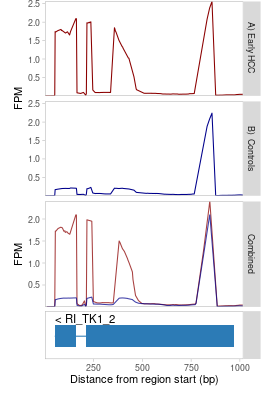 2.5
2.0
1.5
1.0
0.5
A) Early HCC
FPM
2.5
2.0
1.5
1.0
0.5
B) Controls
2.0
1.5
1.0
0.5
Combined
FPM
< RI_TK1_2
250
500
750
1000
Distance from region start (bp)